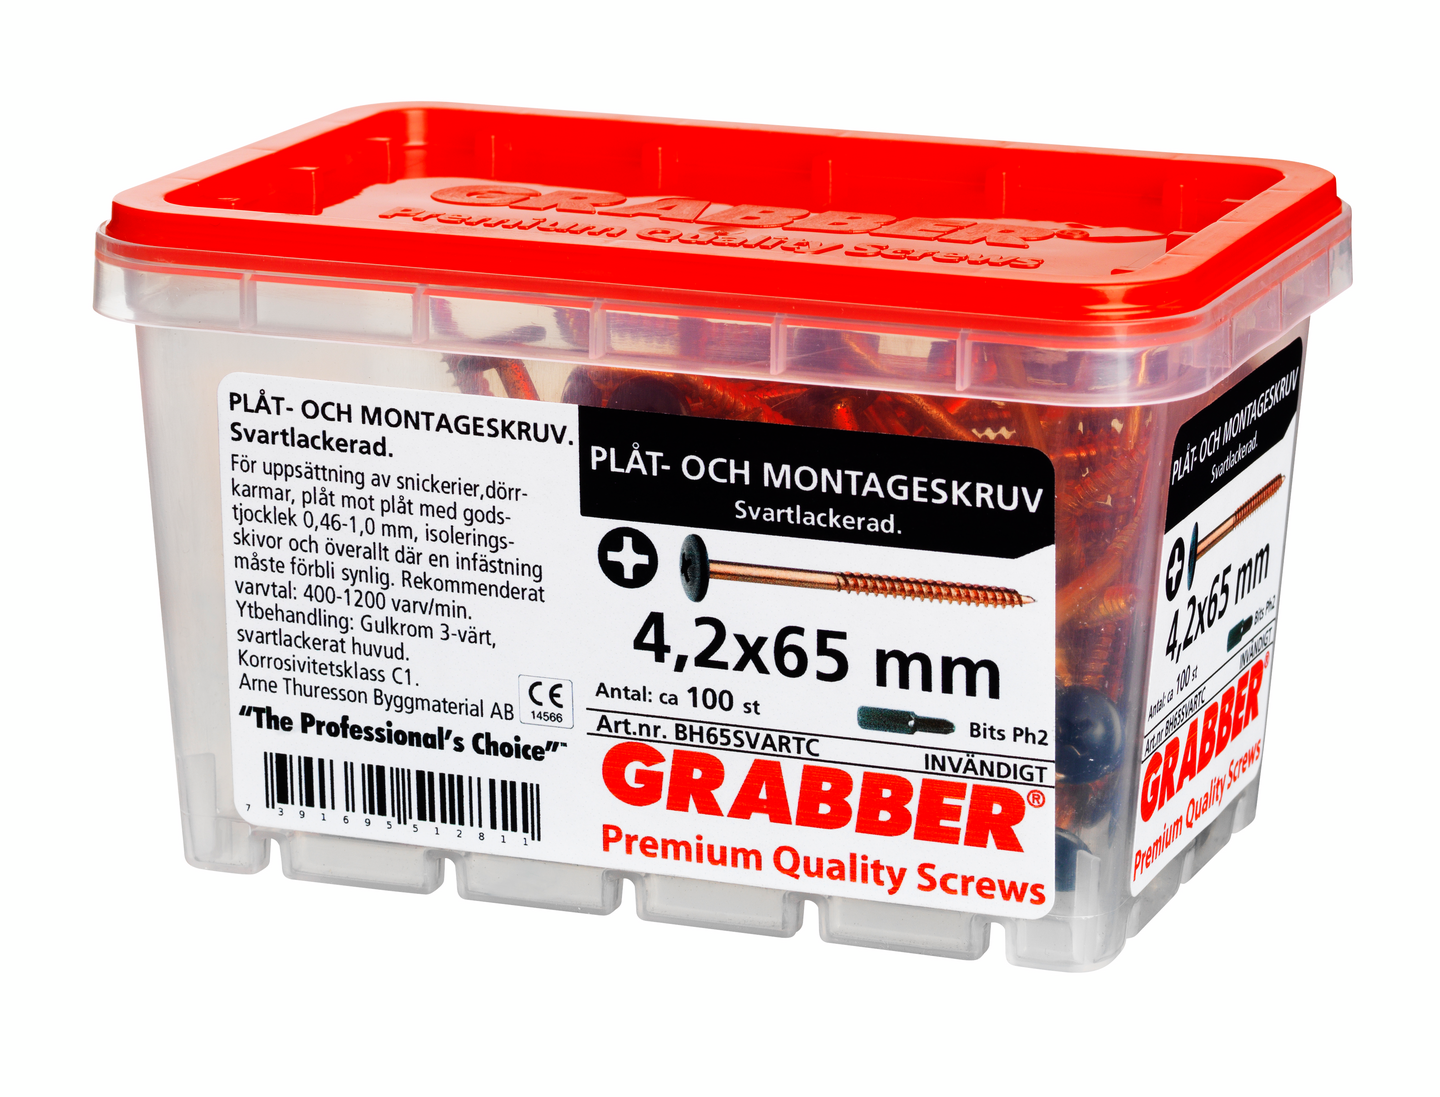 GRABBER®
Premium Quality Screws
PLÅT- OCH MONTAGESKRUV.
Svartlackerad.
För uppsättning av snickerier,dörr-
karmar, plåt mot plåt med gods-
tjocklek 0,46-1,0 mm, isolerings-
skivor och överallt där en infästning
måste förbli synlig. Rekommenderat
varvtal: 400-1200 varv/min.
Ytbehandling: Gulkrom 3-värt,
svartlackerat huvud.
Korrosivitetsklass C1.
Arne Thuresson Byggmaterial AB
CE
14566
“The Professional’s Choice”™
7 391695 512811
PLÅT- OCH MONTAGESKRUV
Svartlackerad.
4,2x65 mm
Antal: ca 100 st
Bits Ph2
Art.nr. BH65SVARTC
INVÄNDIGT
GRABBER®
Premium Quality Screws
PLÅT- OCH MONTAGESKRUV
Svartlackerad.
4,2x65 mm
Bits Ph2
Antal: ca 100 st
INVÄNDIGT
Art.nr. BH65SVARTC
GRABBER®
Premium Quality Screws